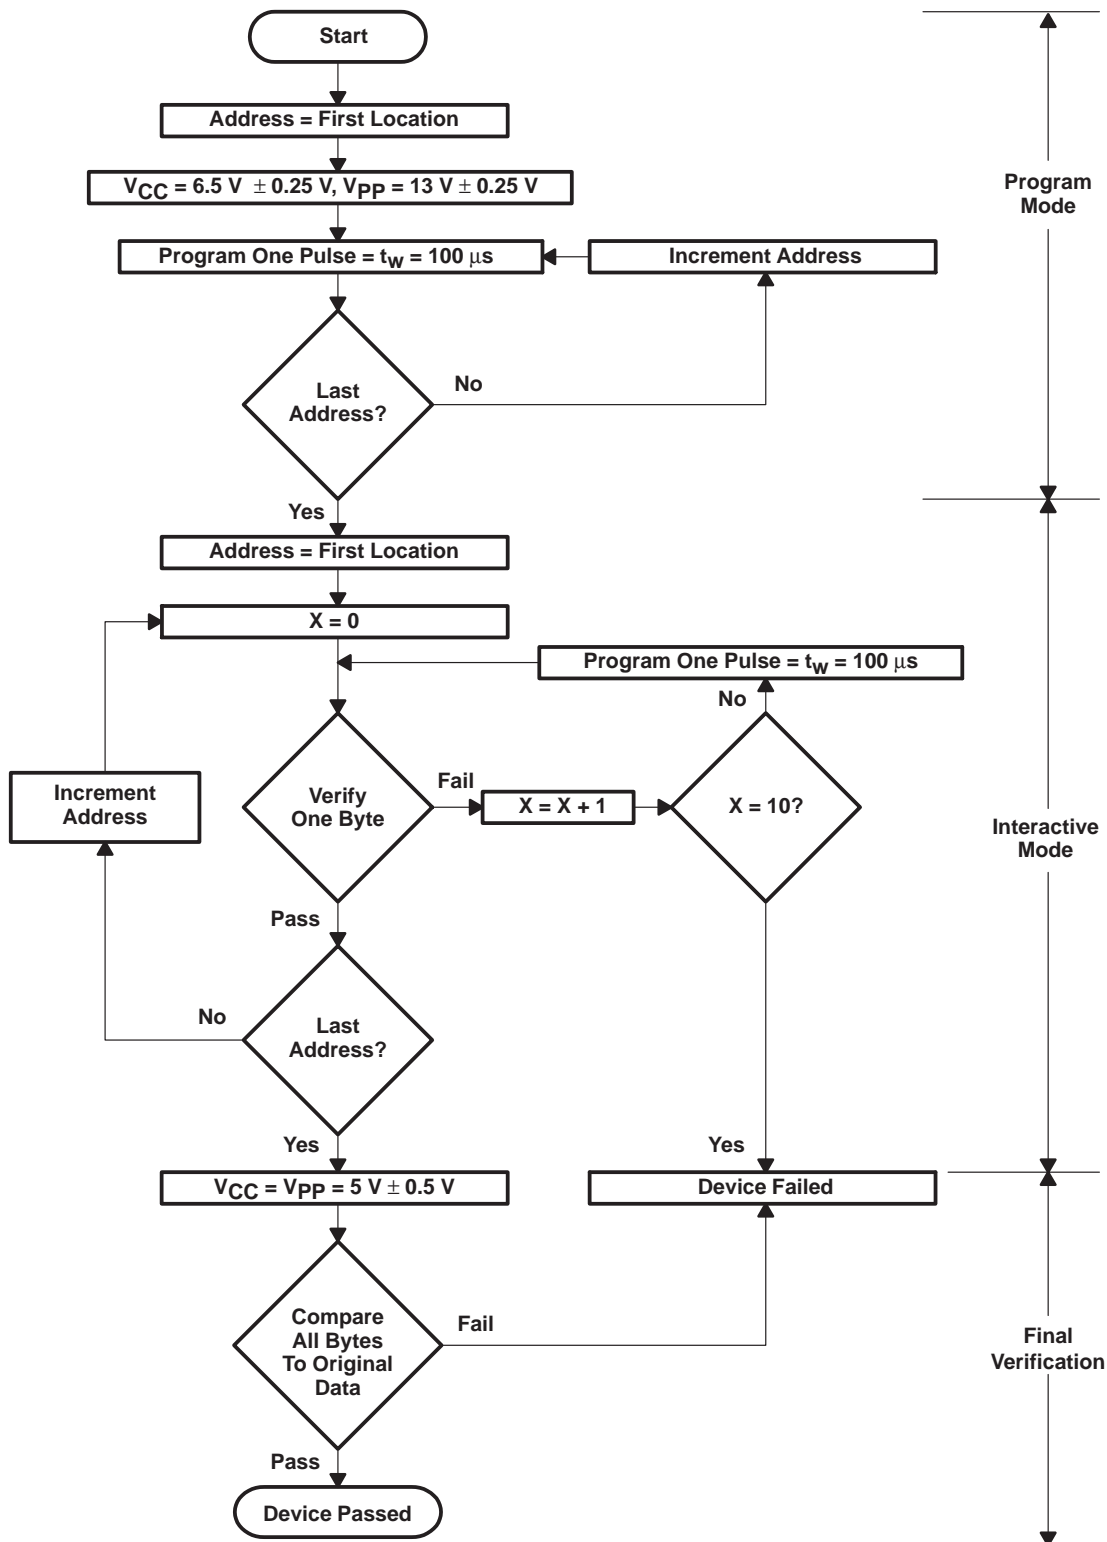 Start
Address = First Location
VCC = 6.5 V ± 0.25 V, VPP = 13 V ± 0.25 V
Program
Mode
Program One Pulse = tw = 100 μs
Increment Address
Last
Address?
No
Yes
Address = First Location
X = 0
Program One Pulse = tw = 100 μs
No
Increment
Address
Verify
One Byte
Fail
X = X + 1
X = 10?
Interactive
Mode
Pass
No
Last
Address?
Yes
Yes
VCC = VPP = 5 V ± 0.5 V
Device Failed
Compare
All Bytes
To Original
Data
Fail
Final
Verification
Pass
Device Passed